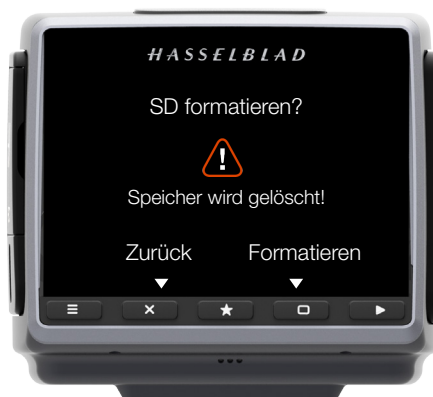 HASSELBLAD
SD formatieren?
Speicher wird gelöscht!
Zurück Formatieren